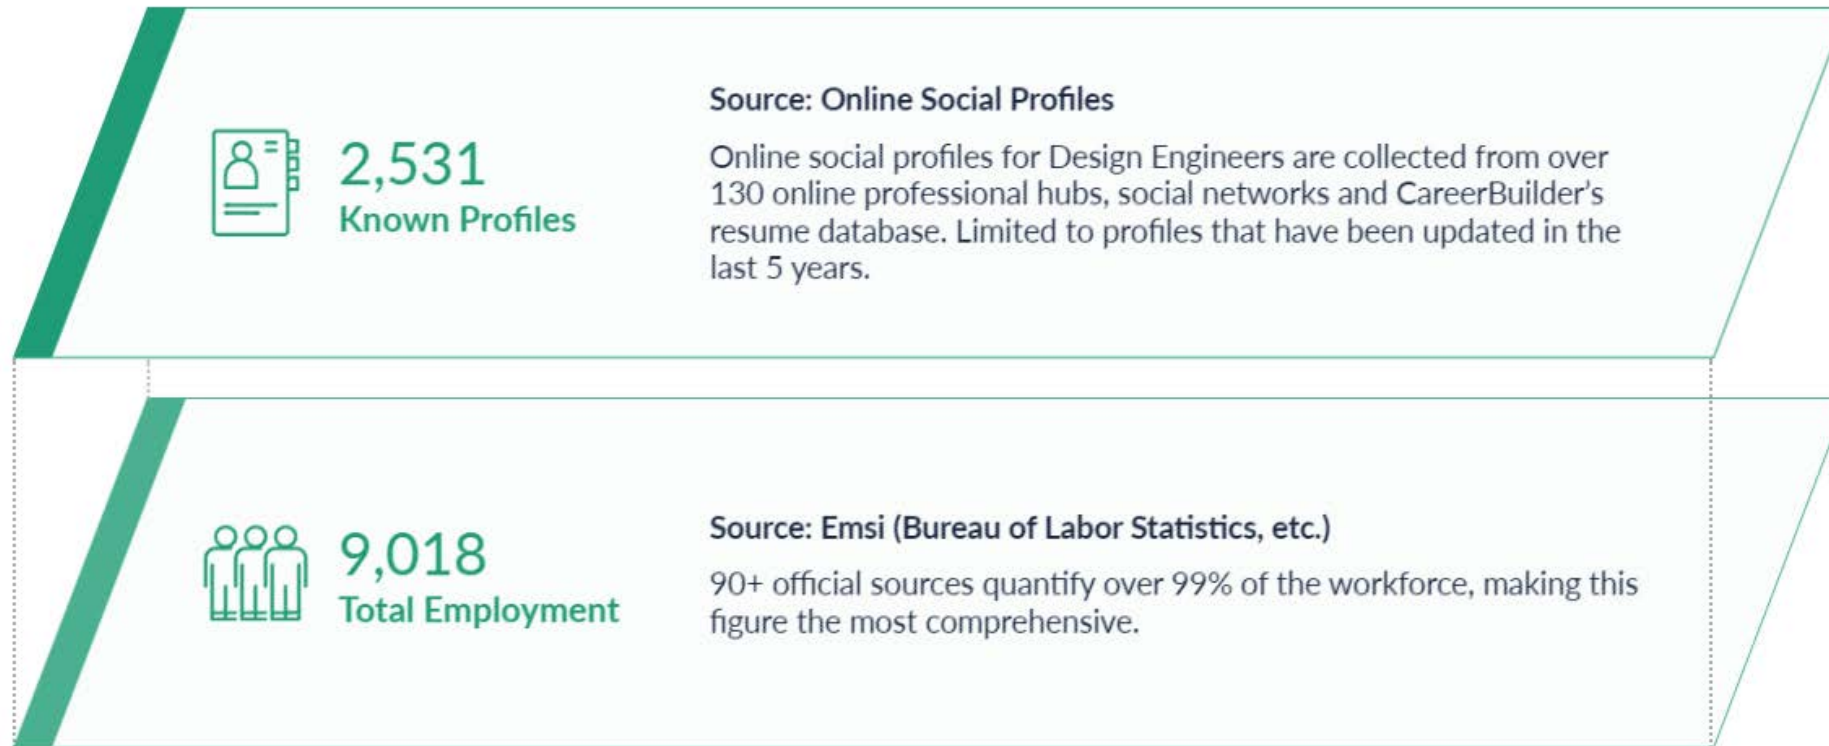 2,531
Known Profiles
Source: Online Social Profiles
Online social profiles for Design Engineers are collected from over
130 online professional hubs, social networks and CareerBuilder's
resume database. Limited to profiles that have been updated in the
last 5 years.
9,018
Total Employment
Source: Emsi (Bureau of Labor Statistics, etc.)
90+ official sources quantify over 99% of the workforce, making this
figure the most comprehensive.